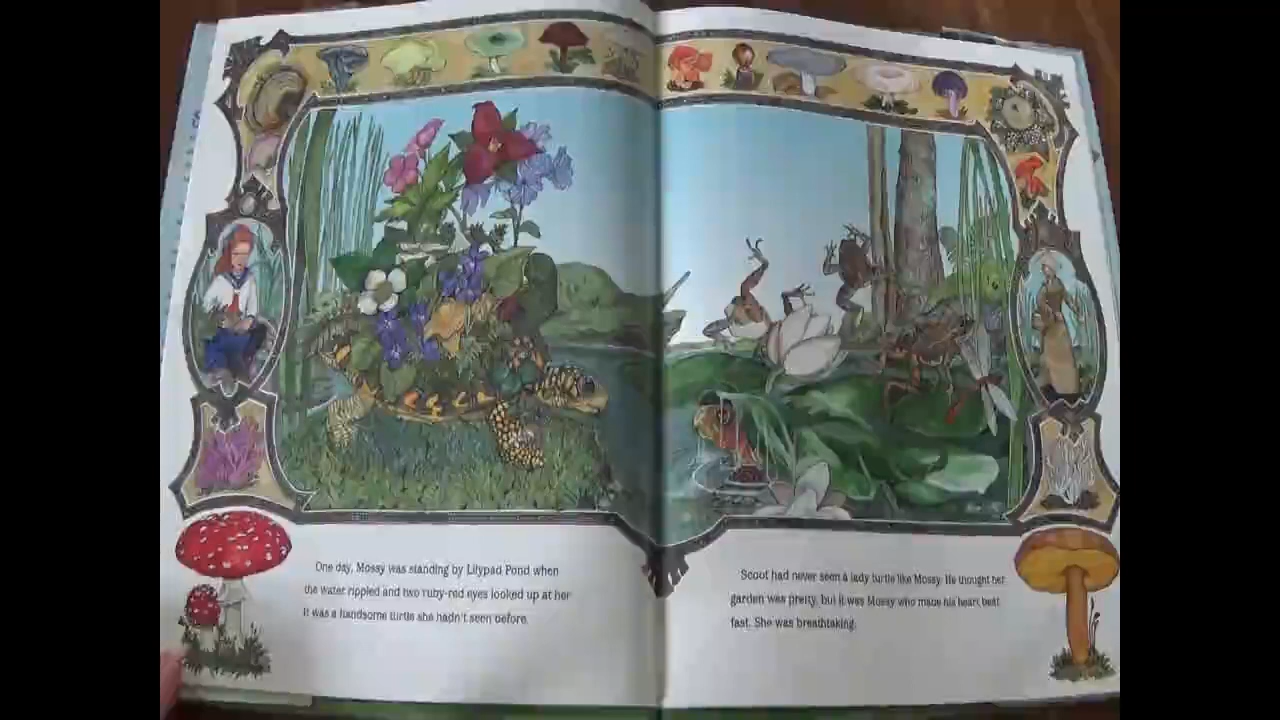 One day, Mossy was standing by Lilypad Pond when
the water rippled and two ruby-red eyes looked up at her.
It was a handsome turtle she hadn't seen before.
Scout had never seen a lady turtle like Mossy. He thought her
garden was pretty, but it was Mossy who made his heart beat
fast. She was breathtaking.